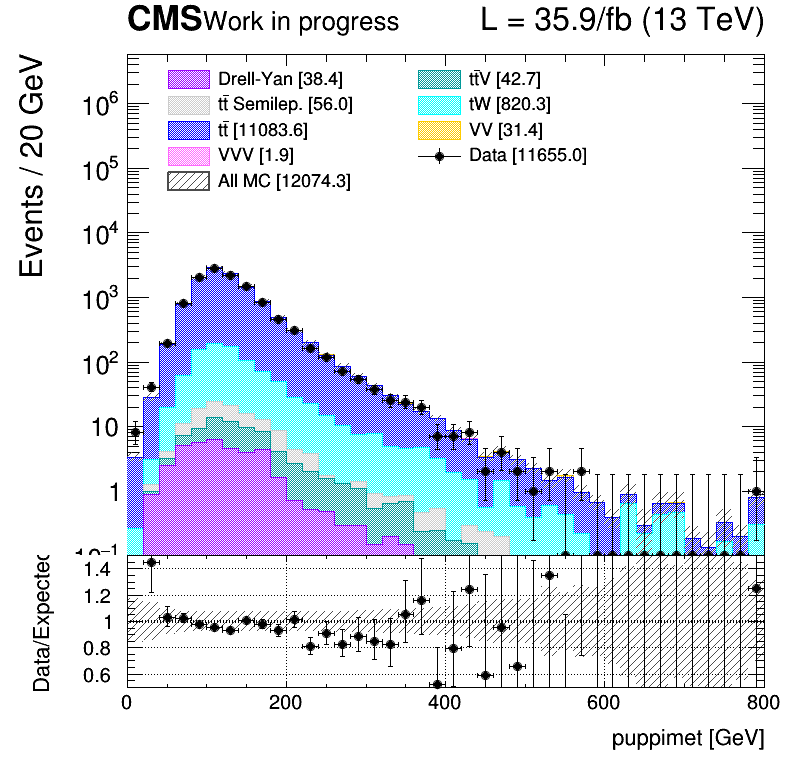 CMS Work in progress L = 35.9/fb (13 TeV)
Events / 20 GeV
Drell-Yan [38.4] tt̄V [42.7]
tt̄ Semilep. [56.0] tW [820.3]
tt̄ [11083.6] VV [31.4]
VVV [1.9] Data [11655.0]
All MC [12074.3]
10⁶
10⁵
10⁴
10³
10²
10
1
10⁻¹
Data/Expected
1.4
1.2
1
0.8
0.6
0 200 400 600 800
puppimet [GeV]